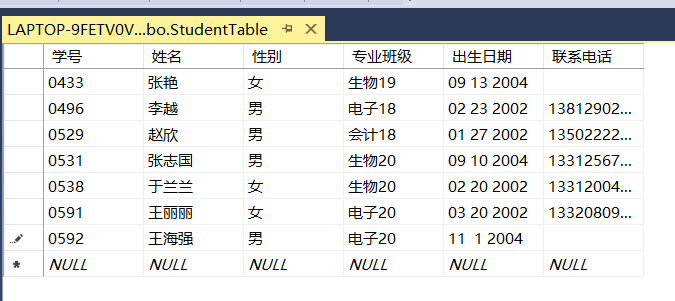 LAPTOP-9FETV0V...bo.StudentTable
学号 姓名 性别 专业班级 出生日期 联系电话
0433 张艳 女 生物19 09 13 2004
0496 李越 男 电子18 02 23 2002 13812902...
0529 赵欣 男 会计18 01 27 2002 13502222...
0531 张志国 男 生物20 09 10 2004 13312567...
0538 于兰兰 女 生物20 02 20 2002 13312004...
0591 王丽丽 女 电子20 03 20 2002 13320809...
0592 王海强 男 电子20 11  1 2004
NULL NULL NULL NULL NULL NULL